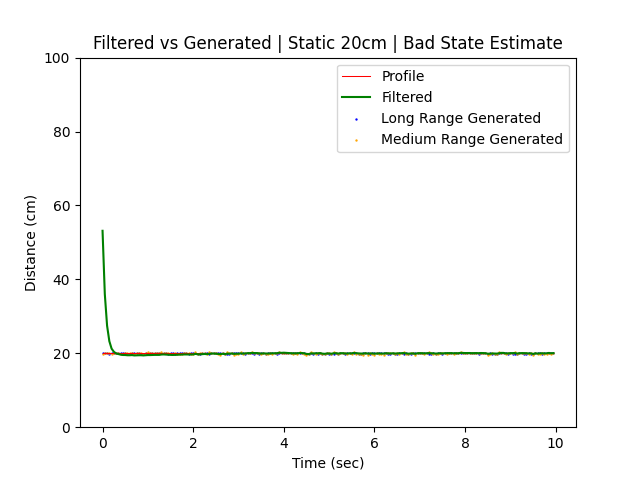 Filtered vs Generated | Static 20cm | Bad State Estimate
Profile
Filtered
Long Range Generated
Medium Range Generated
100
80
60
40
20
0
Distance (cm)
0 2 4 6 8 10
Time (sec)